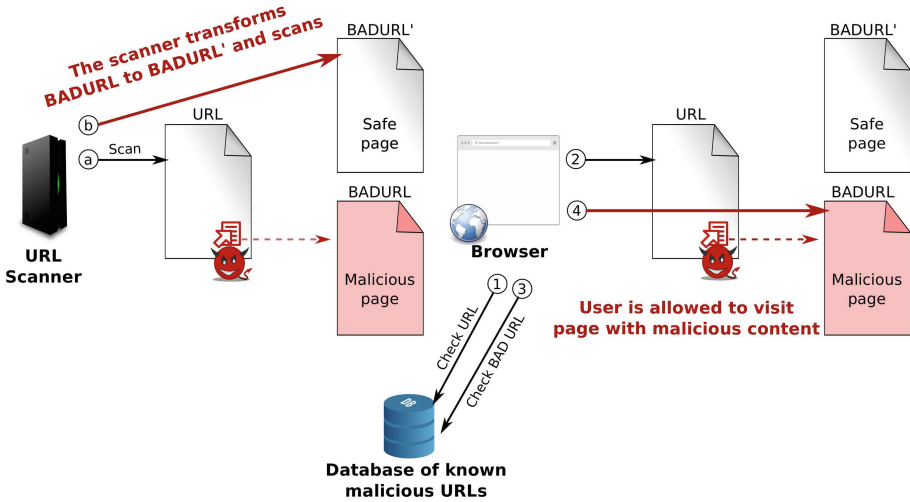 The scanner transforms
BADURL to BADURL' and scans
BADURL'
Safe
page
b
a
Scan
URL
URL
Scanner
BADURL
Malicious
page
Browser
2
4
URL
BADURL'
Safe
page
BADURL
Malicious
page
User is allowed to visit
page with malicious content
1
3
Check URL
Check BAD URL
DB
Database of known
malicious URLs